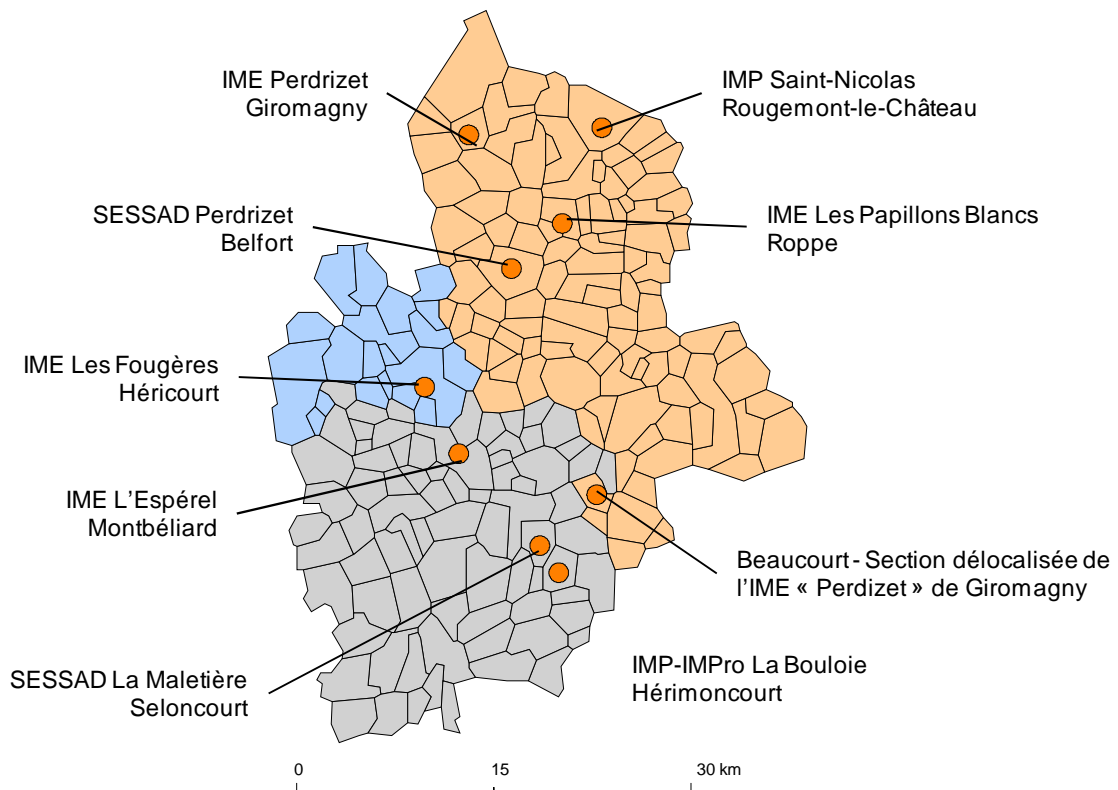 IME Perdrizet
Giromagny
IMP Saint-Nicolas
Rougemont-le-Château
SESSAD Perdrizet
Belfort
IME Les Papillons Blancs
Roppe
IME Les Fougères
Héricourt
IME L'Espérel
Montbéliard
Beaucourt - Section délocalisée de
l'IME « Perdizet » de Giromagny
SESSAD La Maletière
Seloncourt
IMP-IMPro La Bouloie
Hérimoncourt
0 15 30 km